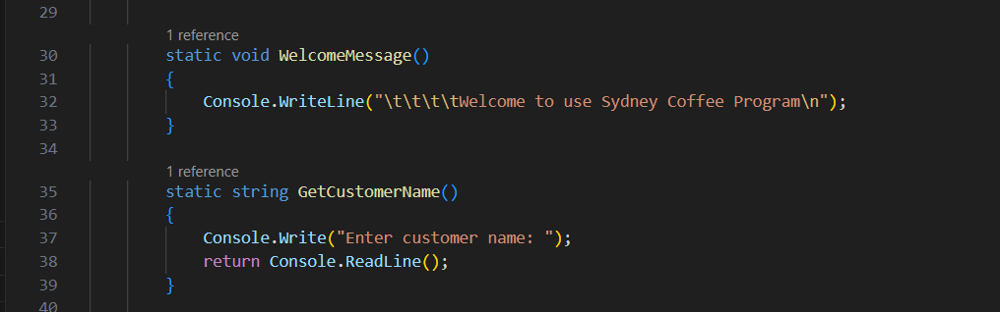 29
1 reference
30 static void WelcomeMessage()
31 {
32 Console.WriteLine("\t\t\t\tWelcome to use Sydney Coffee Program\n");
33 }
34
1 reference
35 static string GetCustomerName()
36 {
37 Console.Write("Enter customer name: ");
38 return Console.ReadLine();
39 }
40